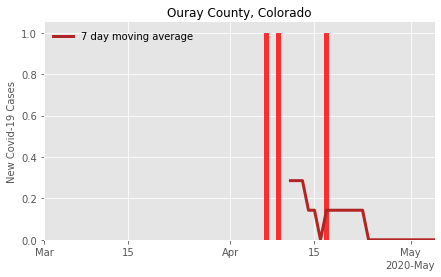 Ouray County, Colorado
7 day moving average
New Covid-19 Cases
1.0
0.8
0.6
0.4
0.2
0.0
Mar
15
Apr
15
May
2020-May